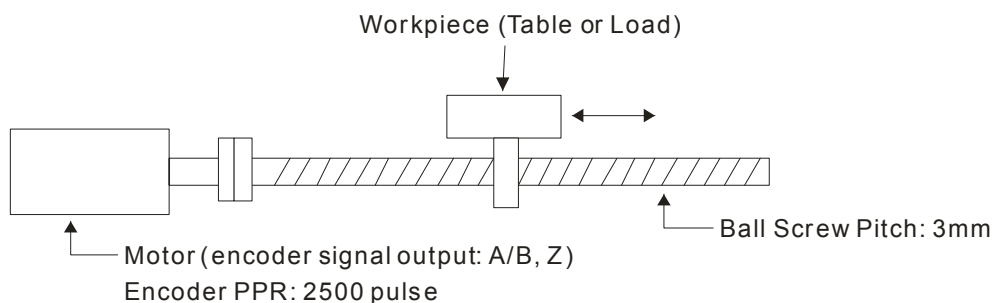 Workpiece (Table or Load)
Ball Screw Pitch: 3mm
Motor (encoder signal output: A/B, Z)
Encoder PPR: 2500 pulse